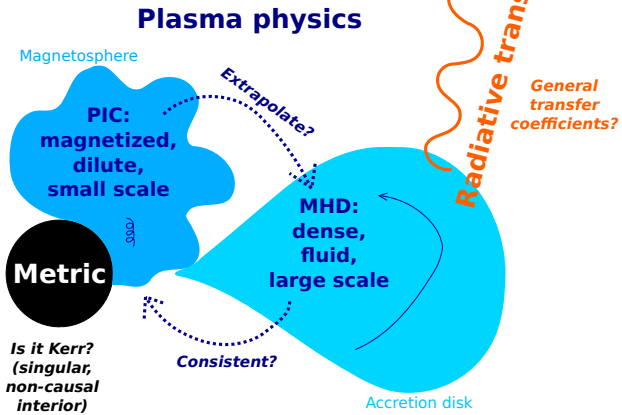 Plasma physics
Magnetosphere
PIC:
magnetized,
dilute,
small scale
Extrapolate?
Radiative trans
General
transfer
coefficients?
MHD:
dense,
fluid,
large scale
Metric
Is it Kerr?
(singular,
non-causal
interior)
Consistent?
Accretion disk